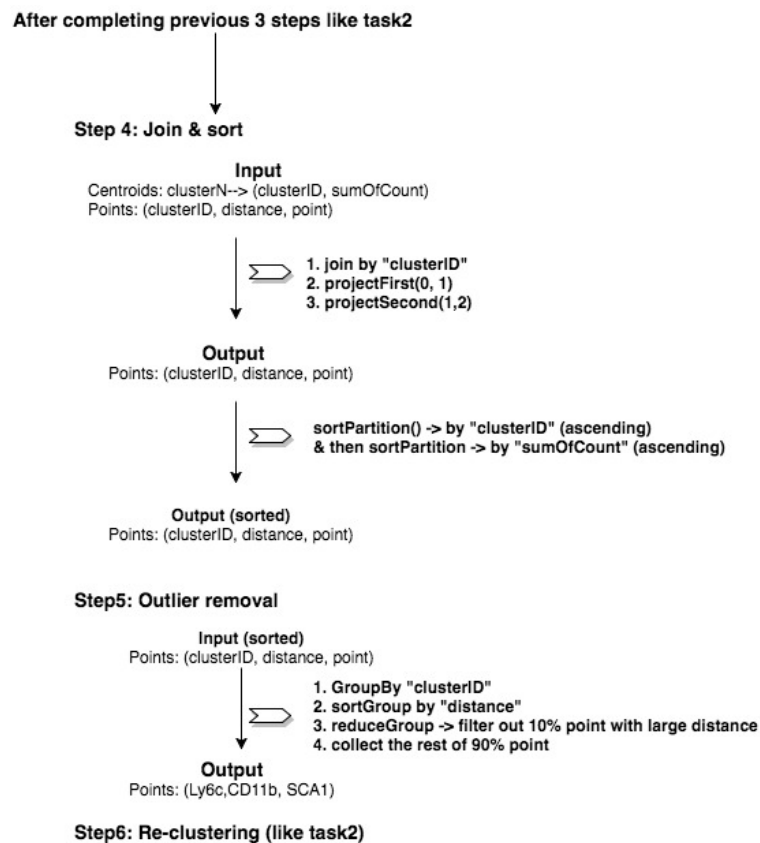 After completing previous 3 steps like task2
Step 4: Join & sort
Input
Centroids: clusterN--> (clusterID, sumOfCount)
Points: (clusterID, distance, point)
1. join by "clusterID"
2. projectFirst(0, 1)
3. projectSecond(1,2)
Output
Points: (clusterID, distance, point)
sortPartition() -> by "clusterID" (ascending)
& then sortPartition -> by "sumOfCount" (ascending)
Output (sorted)
Points: (clusterID, distance, point)
Step5: Outlier removal
Input (sorted)
Points: (clusterID, distance, point)
1. GroupBy "clusterID"
2. sortGroup by "distance"
3. reduceGroup -> filter out 10% point with large distance
4. collect the rest of 90% point
Output
Points: (Ly6c,CD11b, SCA1)
Step6: Re-clustering (like task2)